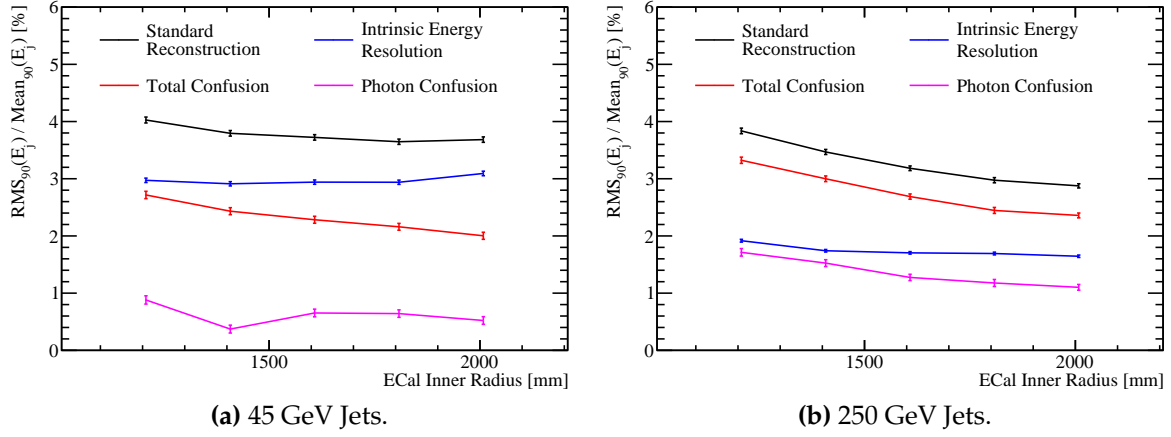 RMS90(Ej) / Mean90(Ej) [%]
6
5
4
3
2
1
0
Standard Reconstruction
Intrinsic Energy Resolution
Total Confusion
Photon Confusion
1500
2000
ECal Inner Radius [mm]
(a) 45 GeV Jets.
RMS90(Ej) / Mean90(Ej) [%]
6
5
4
3
2
1
0
Standard Reconstruction
Intrinsic Energy Resolution
Total Confusion
Photon Confusion
1500
2000
ECal Inner Radius [mm]
(b) 250 GeV Jets.